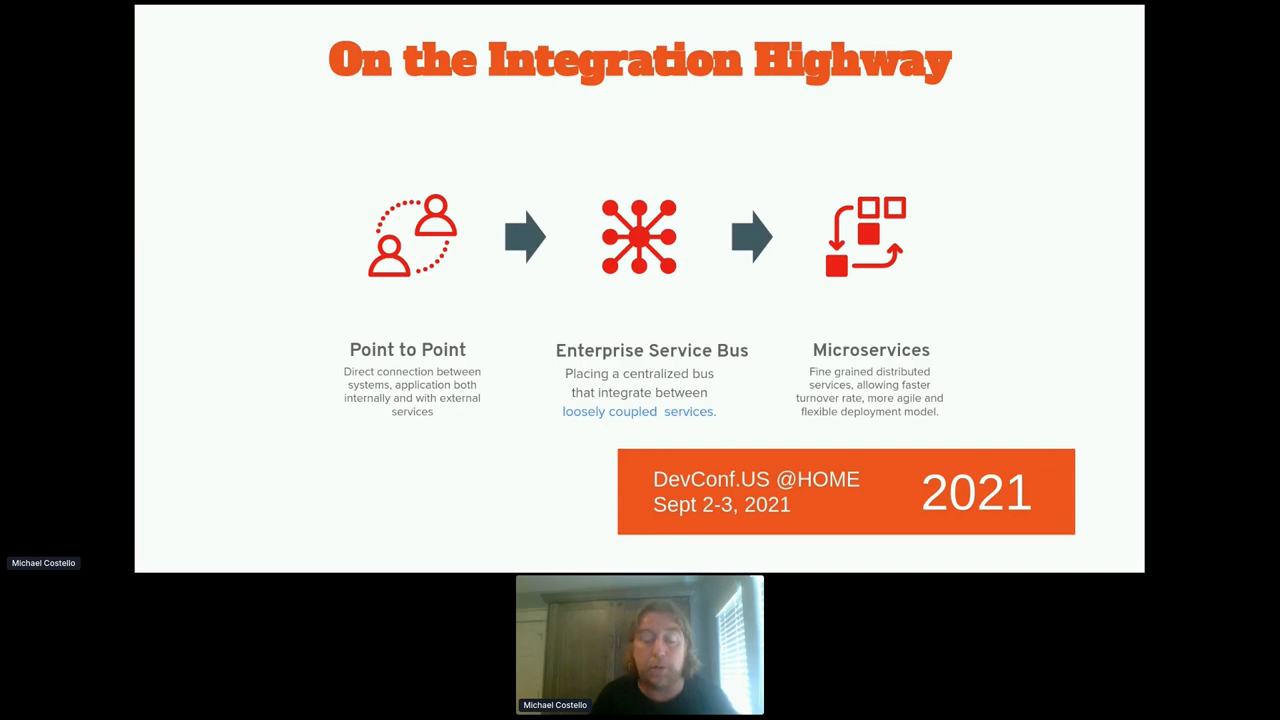 On the Integration Highway
Point to Point
Direct connection between
systems, application both
internally and with external
services
Enterprise Service Bus
Placing a centralized bus
that integrate between
loosely coupled services.
Microservices
Fine grained distributed
services, allowing faster
turnover rate, more agile and
flexible deployment model.
DevConf.US @HOME
Sept 2-3, 2021
2021
Michael Costello
Michael Costello